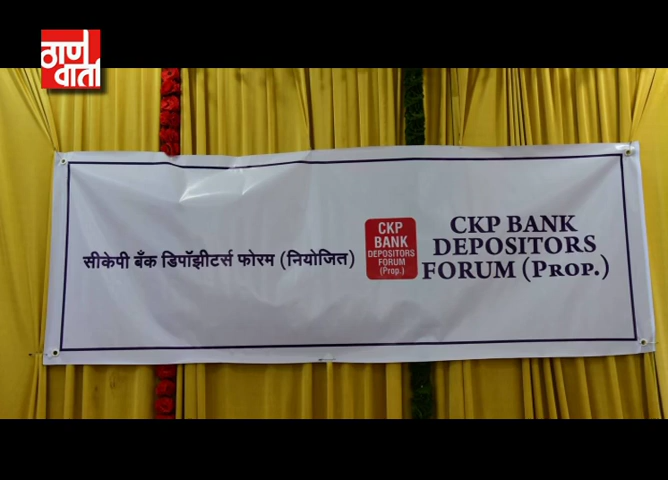 ठाणे
वार्ता
सीकेपी बँक डिपॉझीटर्स फोरम (नियोजित)
CKP
BANK
DEPOSITORS
FORUM
(Prop.)
CKP BANK
DEPOSITORS
FORUM (PROP.)